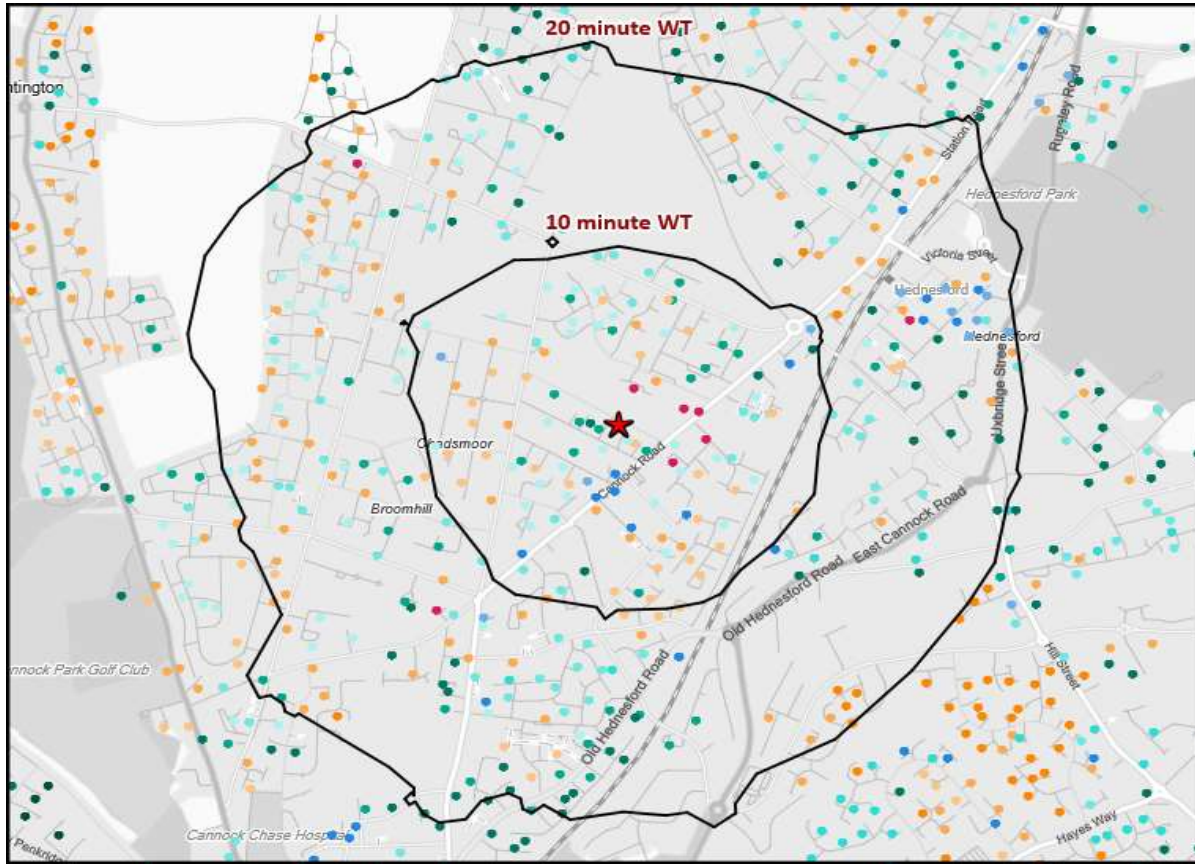 20 minute WT
ntington
Station Road
Rugeley Road
Hednesford Park
10 minute WT
Victoria Street
Hednesford
Hednesford
Uxbridge Street
Chadsmoor
Cannock Road
Broomhill
East Cannock Road
Old Hednesford Road
annock Park Golf Club
Hill Street
Old Hednesford Road
Cannock Chase Hospital
Hayes Way
Penkridge